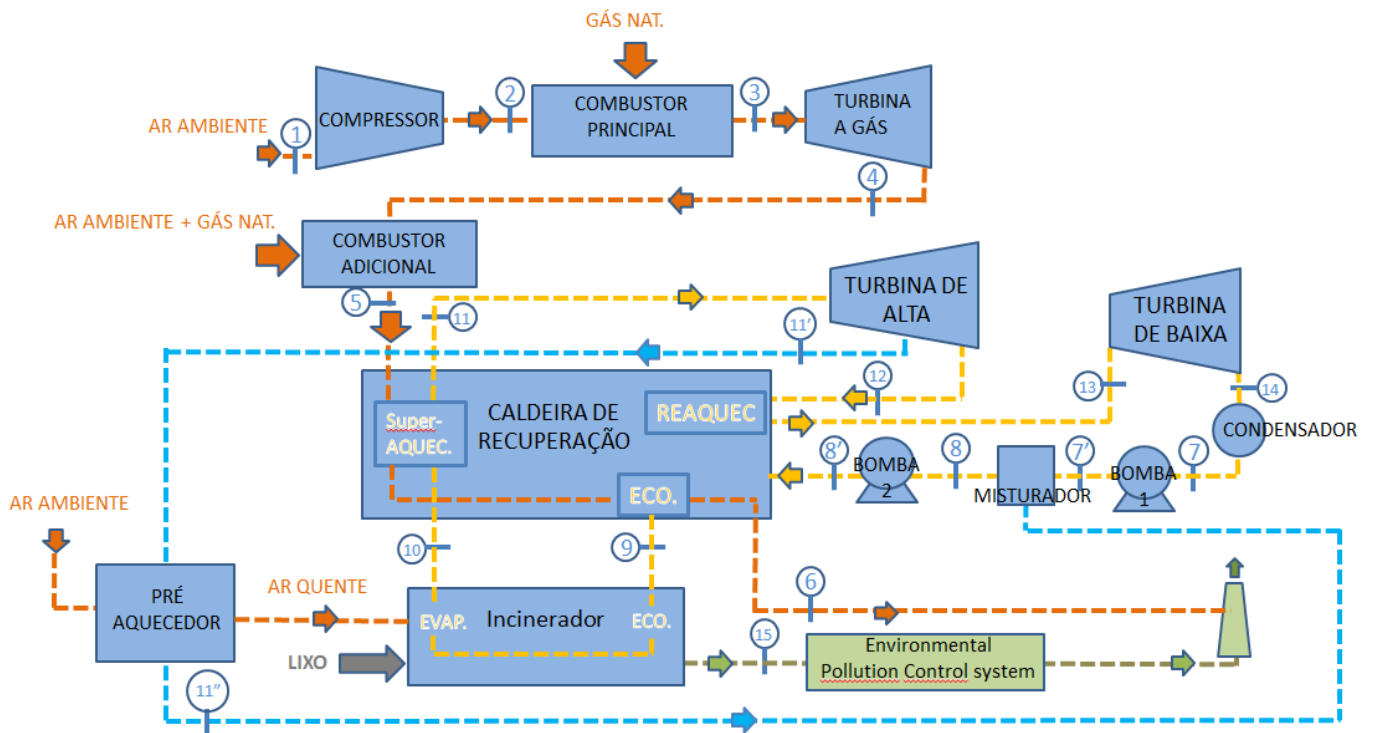 GÁS NAT.
AR AMBIENTE
1
COMPRESSOR
2
COMBUSTOR
PRINCIPAL
3
TURBINA
A GÁS
4
AR AMBIENTE + GÁS NAT.
COMBUSTOR
ADICIONAL
5
11
TURBINA DE
ALTA
11'
TURBINA
DE BAIXA
12
13
14
CALDEIRA DE
RECUPERAÇÃO
Super-
AQUEC.
REAQUEC
ECO.
8'
BOMBA
2
8
MISTURADOR
7'
BOMBA
1
7
CONDENSADOR
AR AMBIENTE
10
9
PRÉ
AQUECEDOR
AR QUENTE
LIXO
EVAP.
Incinerador
ECO.
15
6
Environmental
Pollution Control system
11"